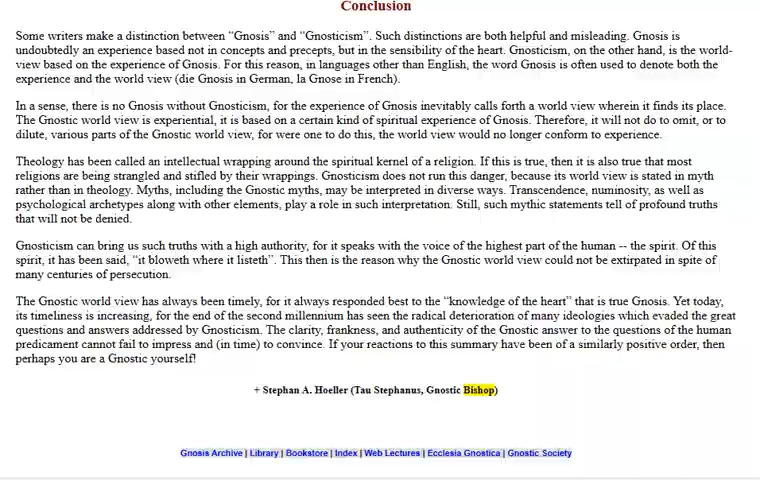 Conclusion
Some writers make a distinction between “Gnosis” and “Gnosticism”. Such distinctions are both helpful and misleading. Gnosis is
undoubtedly an experience based not in concepts and precepts, but in the sensibility of the heart. Gnosticism, on the other hand, is the world-
view based on the experience of Gnosis. For this reason, in languages other than English, the word Gnosis is often used to denote both the
experience and the world view (die Gnosis in German, la Gnose in French).
In a sense, there is no Gnosis without Gnosticism, for the experience of Gnosis inevitably calls forth a world view wherein it finds its place.
The Gnostic world view is experiential, it is based on a certain kind of spiritual experience of Gnosis. Therefore, it will not do to omit, or to
dilute, various parts of the Gnostic world view, for were one to do this, the world view would no longer conform to experience.
Theology has been called an intellectual wrapping around the spiritual kernel of a religion. If this is true, then it is also true that most
religions are being strangled and stifled by their wrappings. Gnosticism does not run this danger, because its world view is stated in myth
rather than in theology. Myths, including the Gnostic myths, may be interpreted in diverse ways. Transcendence, numinosity, as well as
psychological archetypes along with other elements, play a role in such interpretation. Still, such mythic statements tell of profound truths
that will not be denied.
Gnosticism can bring us such truths with a high authority, for it speaks with the voice of the highest part of the human -- the spirit. Of this
spirit, it has been said, “it bloweth where it listeth”. This then is the reason why the Gnostic world view could not be extirpated in spite of
many centuries of persecution.
The Gnostic world view has always been timely, for it always responded best to the “knowledge of the heart” that is true Gnosis. Yet today,
its timeliness is increasing, for the end of the second millennium has seen the radical deterioration of many ideologies which evaded the great
questions and answers addressed by Gnosticism. The clarity, frankness, and authenticity of the Gnostic answer to the questions of the human
predicament cannot fail to impress and (in time) to convince. If your reactions to this summary have been of a similarly positive order, then
perhaps you are a Gnostic yourself!
+ Stephan A. Hoeller (Tau Stephanus, Gnostic Bishop)
Gnosis Archive | Library | Bookstore | Index | Web Lectures | Ecclesia Gnostica | Gnostic Society